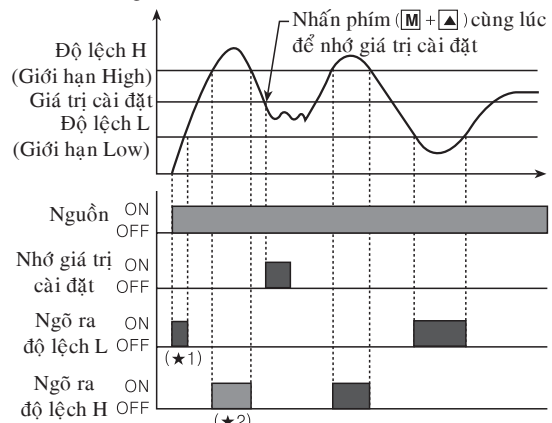 Nhấn phím (M + ▲) cùng lúc
để nhớ giá trị cài đặt
Độ lệch H
(Giới hạn High)
Giá trị cài đặt
Độ lệch L
(Giới hạn Low)
Nguồn ON
OFF
Nhớ giá trị ON
cài đặt OFF
Ngõ ra ON
độ lệch L OFF
(★1)
Ngõ ra ON
độ lệch H OFF
(★2)